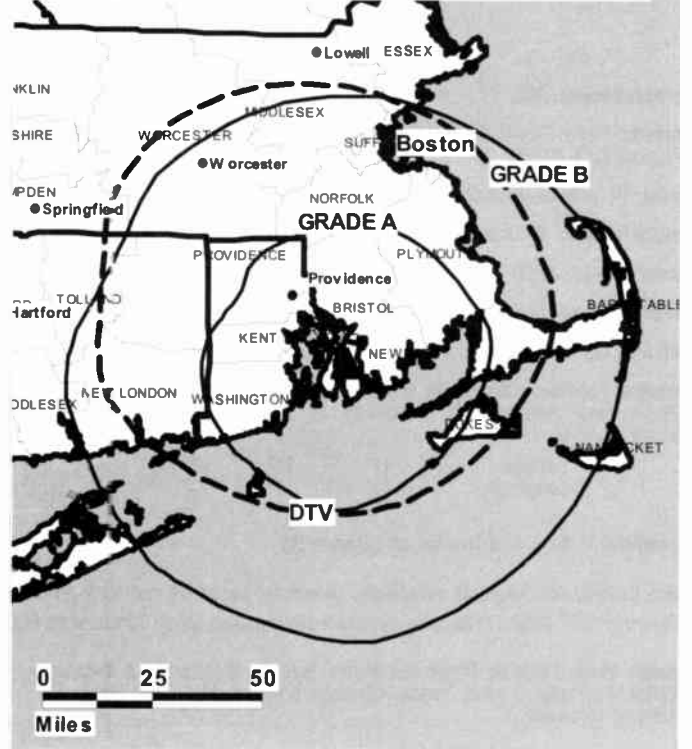 Lowell ESSEX
NKLIN
MIDDLESEX
SHIRE WORCESTER SUFF Boston
Worcester
GRADE B
MPDEN NORFOLK
Springfield GRADE A
PROVIDENCE PLYMOUT
Providence
TOLLAND BARNSTABLE
Hartford BRISTOL
KENT
NEW
DDLESEX NEW LONDON WASHINGTON
DUKES
NANTUCKET
DTV
0 25 50
Miles